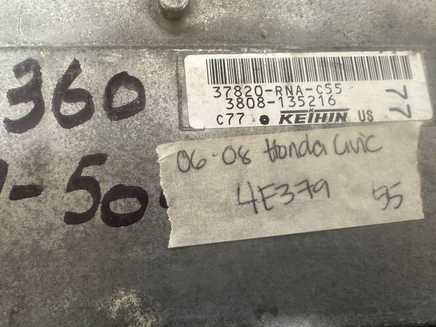 37820-RNA-C55
3808-135216
C77 • KEIHIN US
77
06-08 Honda Civic
4E379 55
360
-50